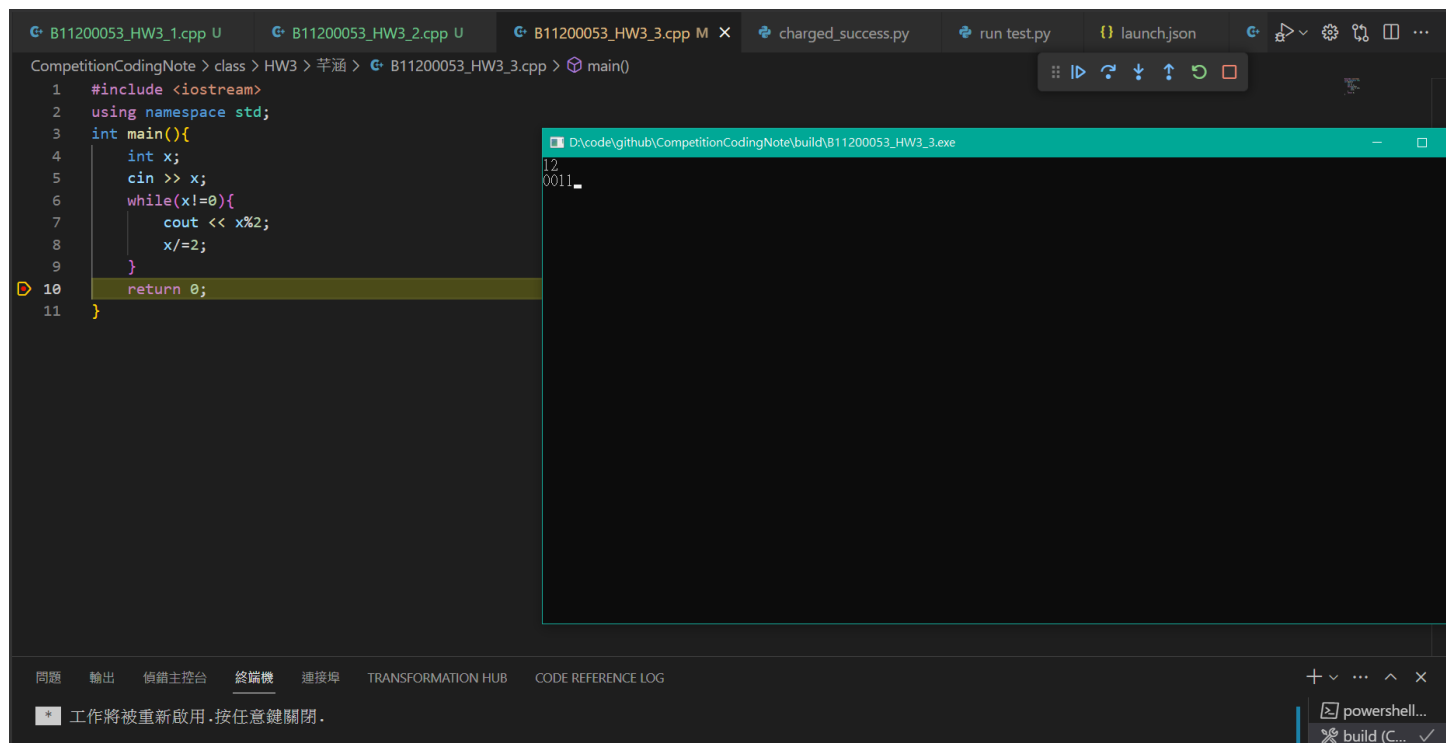 B11200053_HW3_1.cpp U B11200053_HW3_2.cpp U B11200053_HW3_3.cpp M charged_success.py run test.py {} launch.json
CompetitionCodingNote > class > HW3 > 芊涵 > B11200053_HW3_3.cpp > main()
1 #include <iostream>
2 using namespace std;
3 int main(){
4 int x;
5 cin >> x;
6 while(x!=0){
7 cout << x%2;
8 x/=2;
9 }
10 return 0;
11 }
D:\code\github\CompetitionCodingNote\build\B11200053_HW3_3.exe
12
0011
問題 輸出 偵錯主控台 終端機 連接埠 TRANSFORMATION HUB CODE REFERENCE LOG
* 工作將被重新啟用.按任意鍵關閉.
powershell...
build (C...